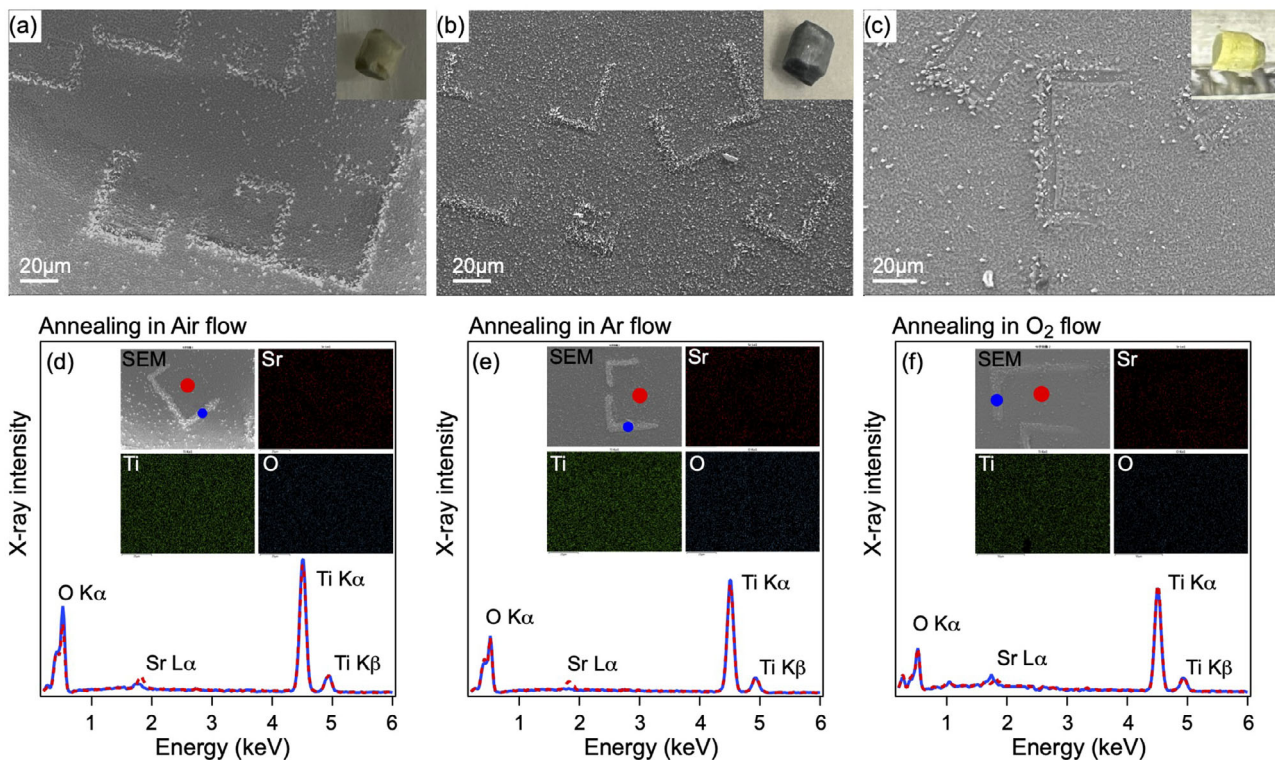 (a)
20μm
(b)
20μm
(c)
20μm
Annealing in Air flow
Annealing in Ar flow
Annealing in O2 flow
(d)
SEM
Sr
Ti
O
X-ray intensity
O Kα
Sr Lα
Ti Kα
Ti Kβ
1 2 3 4 5 6
Energy (keV)
(e)
SEM
Sr
Ti
O
X-ray intensity
O Kα
Sr Lα
Ti Kα
Ti Kβ
1 2 3 4 5 6
Energy (keV)
(f)
SEM
Sr
Ti
O
X-ray intensity
O Kα
Sr Lα
Ti Kα
Ti Kβ
1 2 3 4 5 6
Energy (keV)